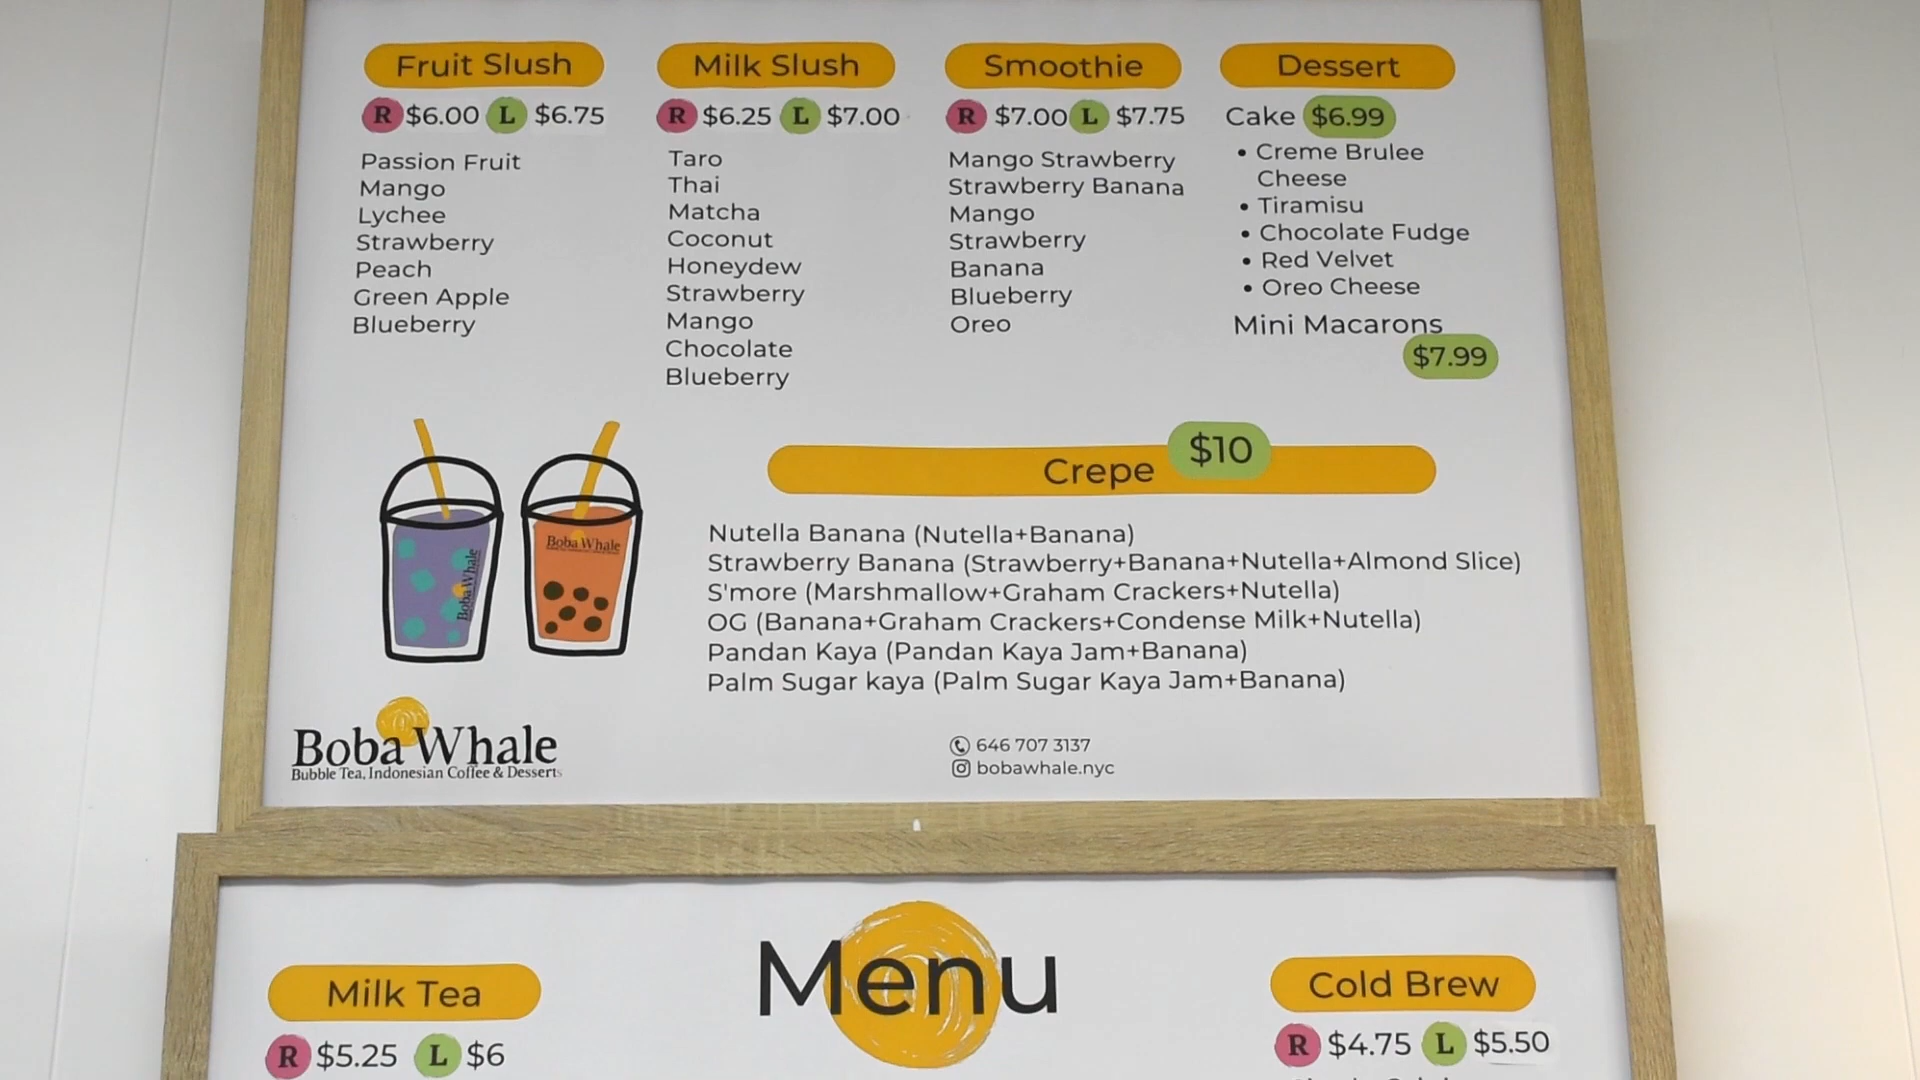 Fruit Slush
R $6.00 L $6.75
Passion Fruit
Mango
Lychee
Strawberry
Peach
Green Apple
Blueberry
Milk Slush
R $6.25 L $7.00
Taro
Thai
Matcha
Coconut
Honeydew
Strawberry
Mango
Chocolate
Blueberry
Smoothie
R $7.00 L $7.75
Mango Strawberry
Strawberry Banana
Mango
Strawberry
Banana
Blueberry
Oreo
Dessert
Cake $6.99
• Creme Brulee
Cheese
• Tiramisu
• Chocolate Fudge
• Red Velvet
• Oreo Cheese
Mini Macarons
$7.99
Crepe $10
Nutella Banana (Nutella+Banana)
Strawberry Banana (Strawberry+Banana+Nutella+Almond Slice)
S'more (Marshmallow+Graham Crackers+Nutella)
OG (Banana+Graham Crackers+Condense Milk+Nutella)
Pandan Kaya (Pandan Kaya Jam+Banana)
Palm Sugar kaya (Palm Sugar Kaya Jam+Banana)
Boba Whale
Boba Whale
Boba Whale
Bubble Tea, Indonesian Coffee & Desserts
646 707 3137
bobawhale.nyc
Menu
Milk Tea
R $5.25 L $6
Cold Brew
R $4.75 L $5.50